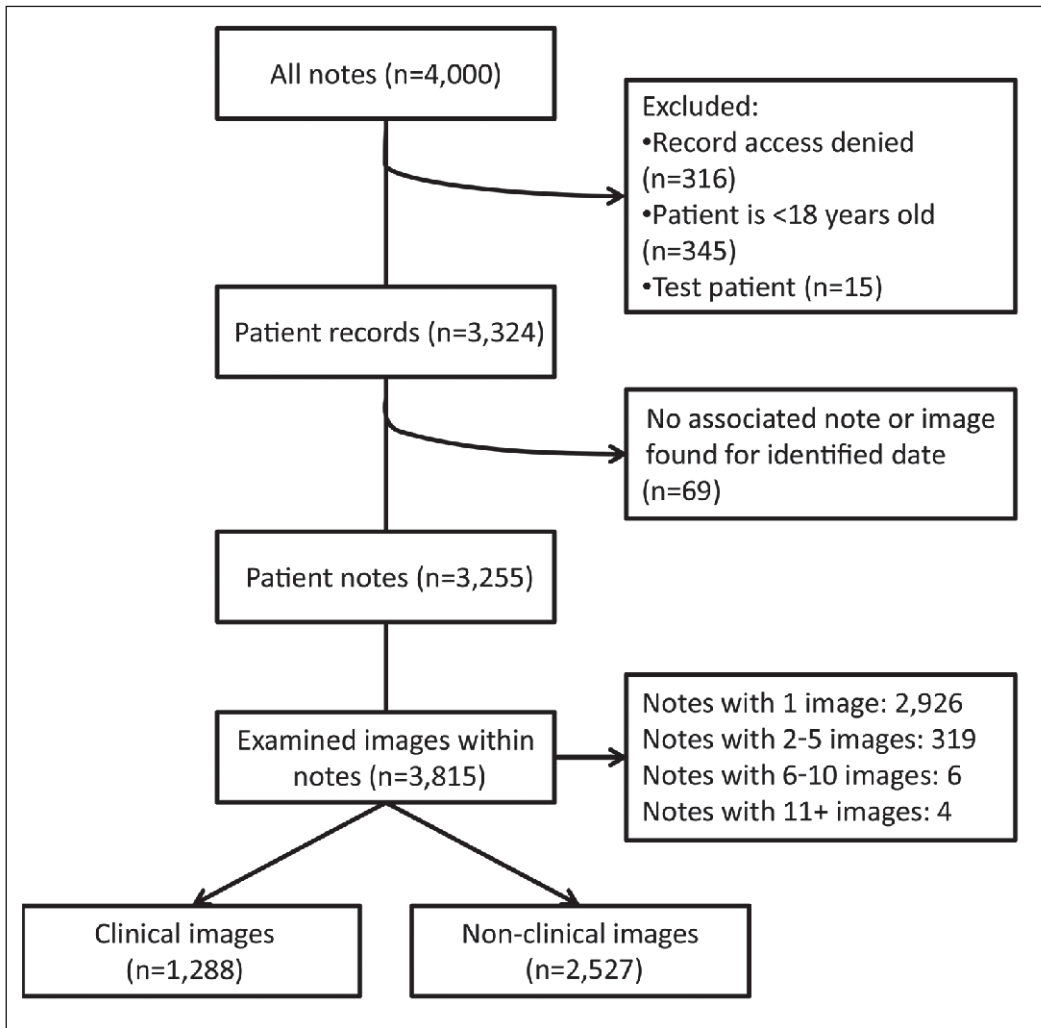 All notes (n=4,000)
Excluded:
•Record access denied
(n=316)
•Patient is <18 years old
(n=345)
•Test patient (n=15)
Patient records (n=3,324)
No associated note or image
found for identified date
(n=69)
Patient notes (n=3,255)
Examined images within
notes (n=3,815)
Notes with 1 image: 2,926
Notes with 2-5 images: 319
Notes with 6-10 images: 6
Notes with 11+ images: 4
Clinical images
(n=1,288)
Non-clinical images
(n=2,527)